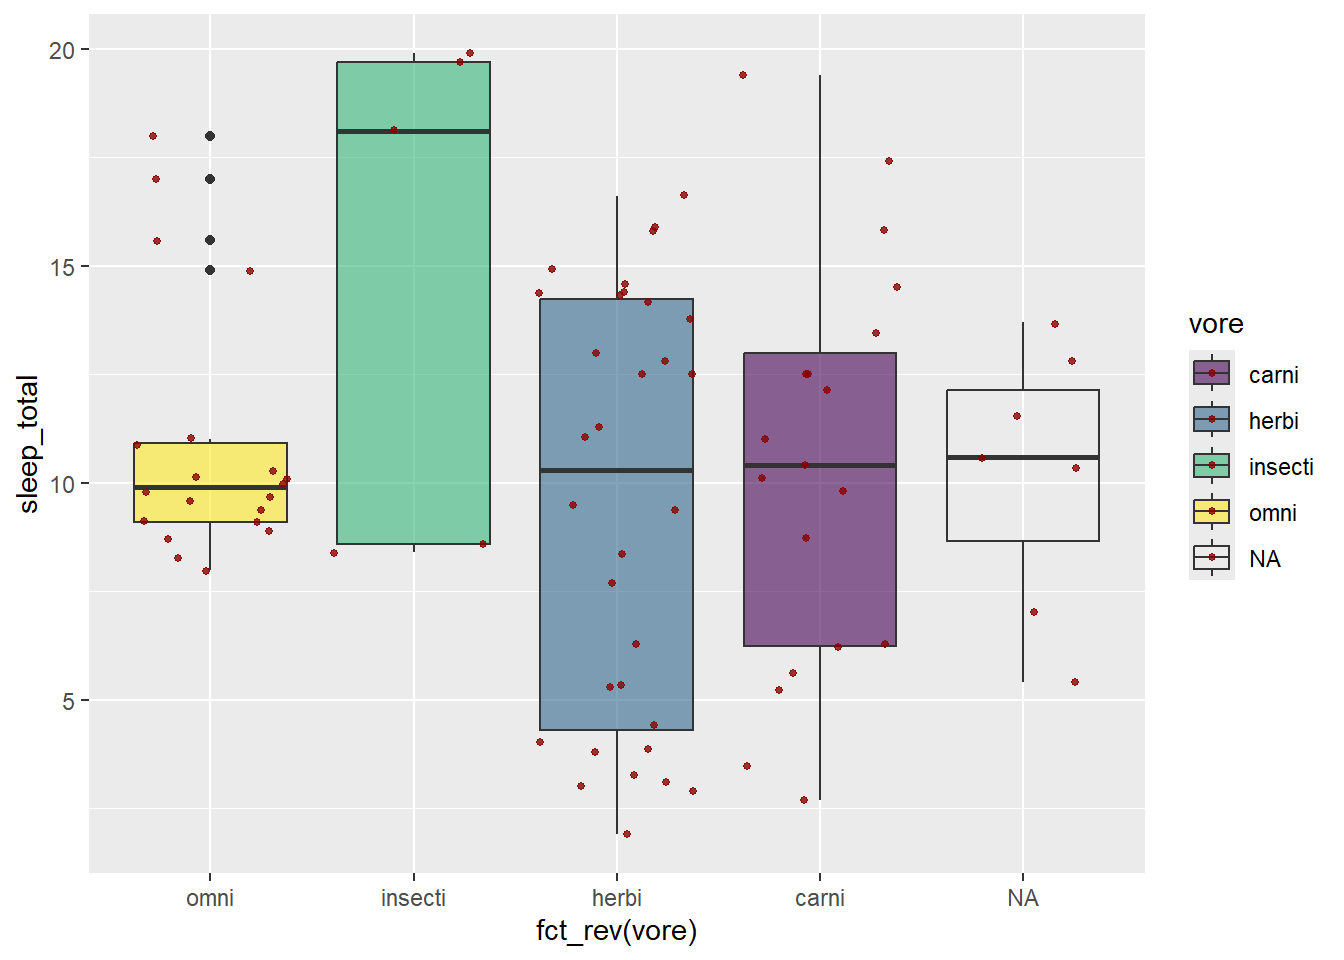 sleep_total
20
15
10
5
omni
insecti
herbi
carni
NA
fct_rev(vore)
vore
carni
herbi
insecti
omni
NA